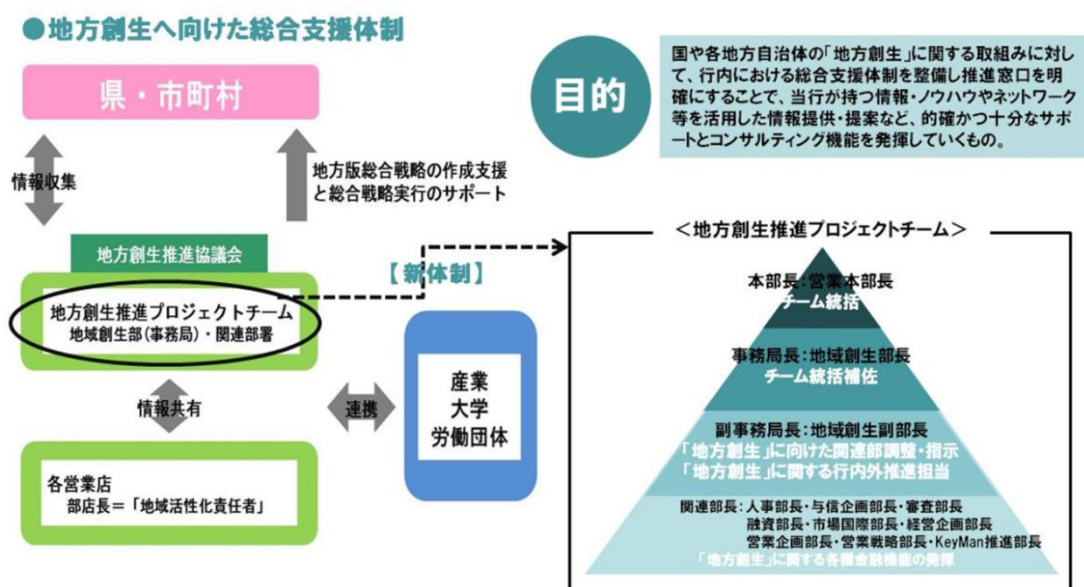 ●地方創生へ向けた総合支援体制
県・市町村
目的
国や各地方自治体の「地方創生」に関する取組みに対し
て、行内における総合支援体制を整備し推進窓口を明
確にすることで、当行が持つ情報・ノウハウやネットワーク
等を活用した情報提供・提案など、的確かつ十分なサポ
ートとコンサルティング機能を発揮していくもの。
情報収集
地方版総合戦略の作成支援
と総合戦略実行のサポート
地方創生推進協議会
【新体制】
地方創生推進プロジェクトチーム
地域創生部(事務局)・関連部署
情報共有
連携
産業
大学
労働団体
各営業店
部店長=「地域活性化責任者」
<地方創生推進プロジェクトチーム>
本部長:営業本部長
チーム統括
事務局長:地域創生部長
チーム統括補佐
副事務局長:地域創生副部長
「地方創生」に向けた関連部調整・指示
「地方創生」に関する行内外推進担当
関連部長:人事部長・与信企画部長・審査部長
融資部長・市場国際部長・経営企画部長
営業企画部長・営業戦略部長・KeyMan推進部長
「地方創生」に関する各種金融機能の発揮